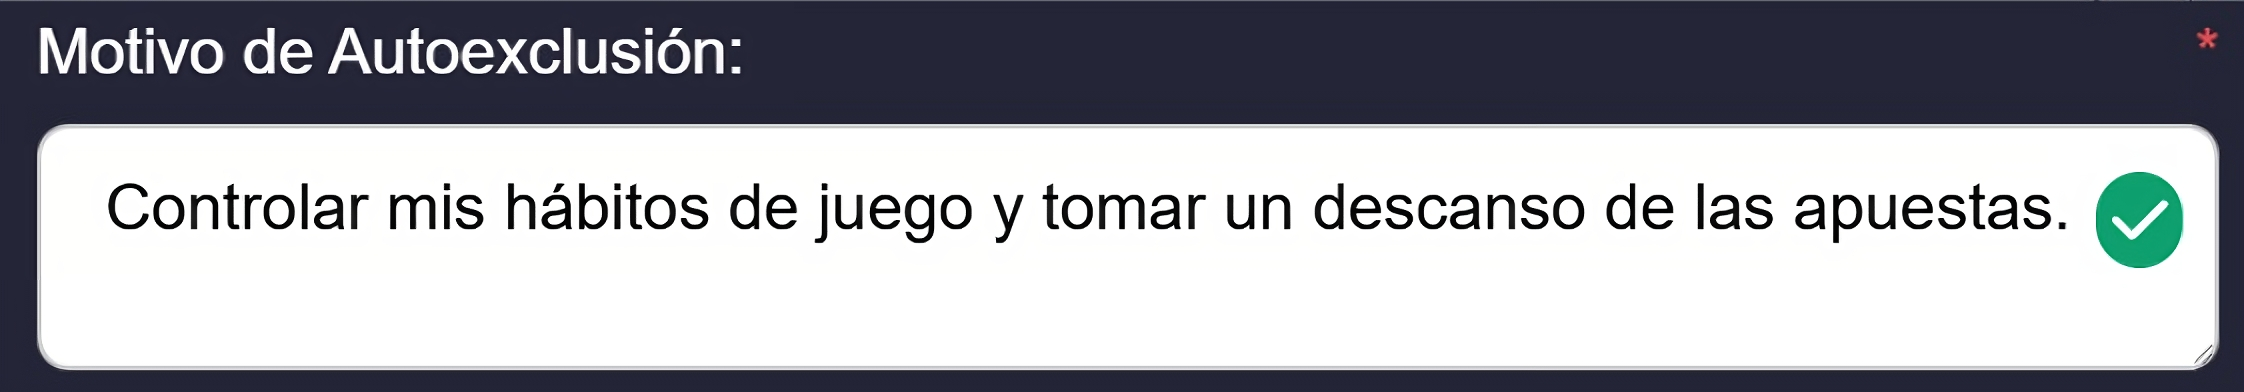 Motivo de Autoexclusión: *
Controlar mis hábitos de juego y tomar un descanso de las apuestas.